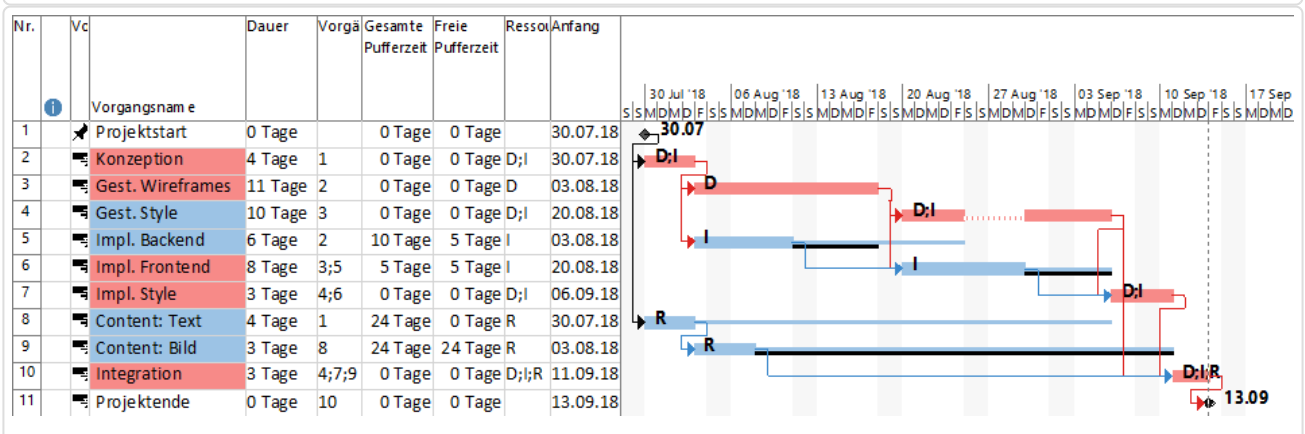 Nr. Vc Dauer Vorgä Gesamte Freie Ressou Anfang
Pufferzeit Pufferzeit
Vorgangsname
30 Jul '18 06 Aug '18 13 Aug '18 20 Aug '18 27 Aug '18 03 Sep '18 10 Sep '18 17 Sep
S S M D M D F S S M D M D F S S M D M D F S S M D M D F S S M D M D F S S M D M D F S S M D M D F S S M D M D
1 Projektstart 0 Tage 0 Tage 0 Tage 30.07.18 30.07
2 Konzeption 4 Tage 1 0 Tage 0 Tage D;I 30.07.18 D;I
3 Gest. Wireframes 11 Tage 2 0 Tage 0 Tage D 03.08.18 D
4 Gest. Style 10 Tage 3 0 Tage 0 Tage D;I 20.08.18 D;I
5 Impl. Backend 6 Tage 2 10 Tage 5 Tage I 03.08.18 I
6 Impl. Frontend 8 Tage 3;5 5 Tage 5 Tage I 20.08.18 I
7 Impl. Style 3 Tage 4;6 0 Tage 0 Tage D;I 06.09.18 D;I
8 Content: Text 4 Tage 1 24 Tage 0 Tage R 30.07.18 R
9 Content: Bild 3 Tage 8 24 Tage 24 Tage R 03.08.18 R
10 Integration 3 Tage 4;7;9 0 Tage 0 Tage D;I;R 11.09.18 D;I;R
11 Projektende 0 Tage 10 0 Tage 0 Tage 13.09.18 13.09